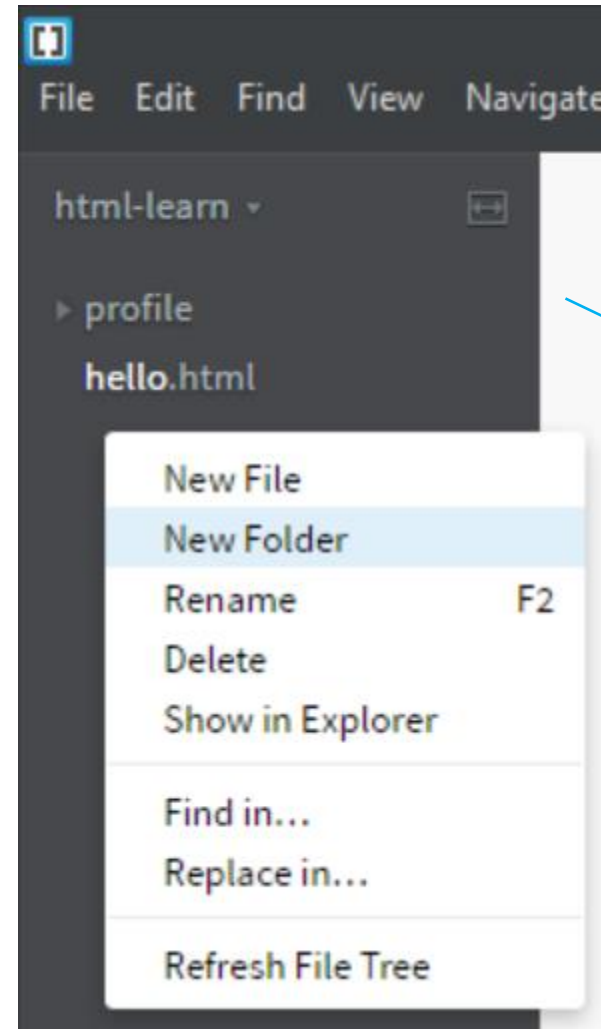 File Edit Find View Navigate
html-learn
profile
hello.html
New File
New Folder
Rename F2
Delete
Show in Explorer
Find in...
Replace in...
Refresh File Tree